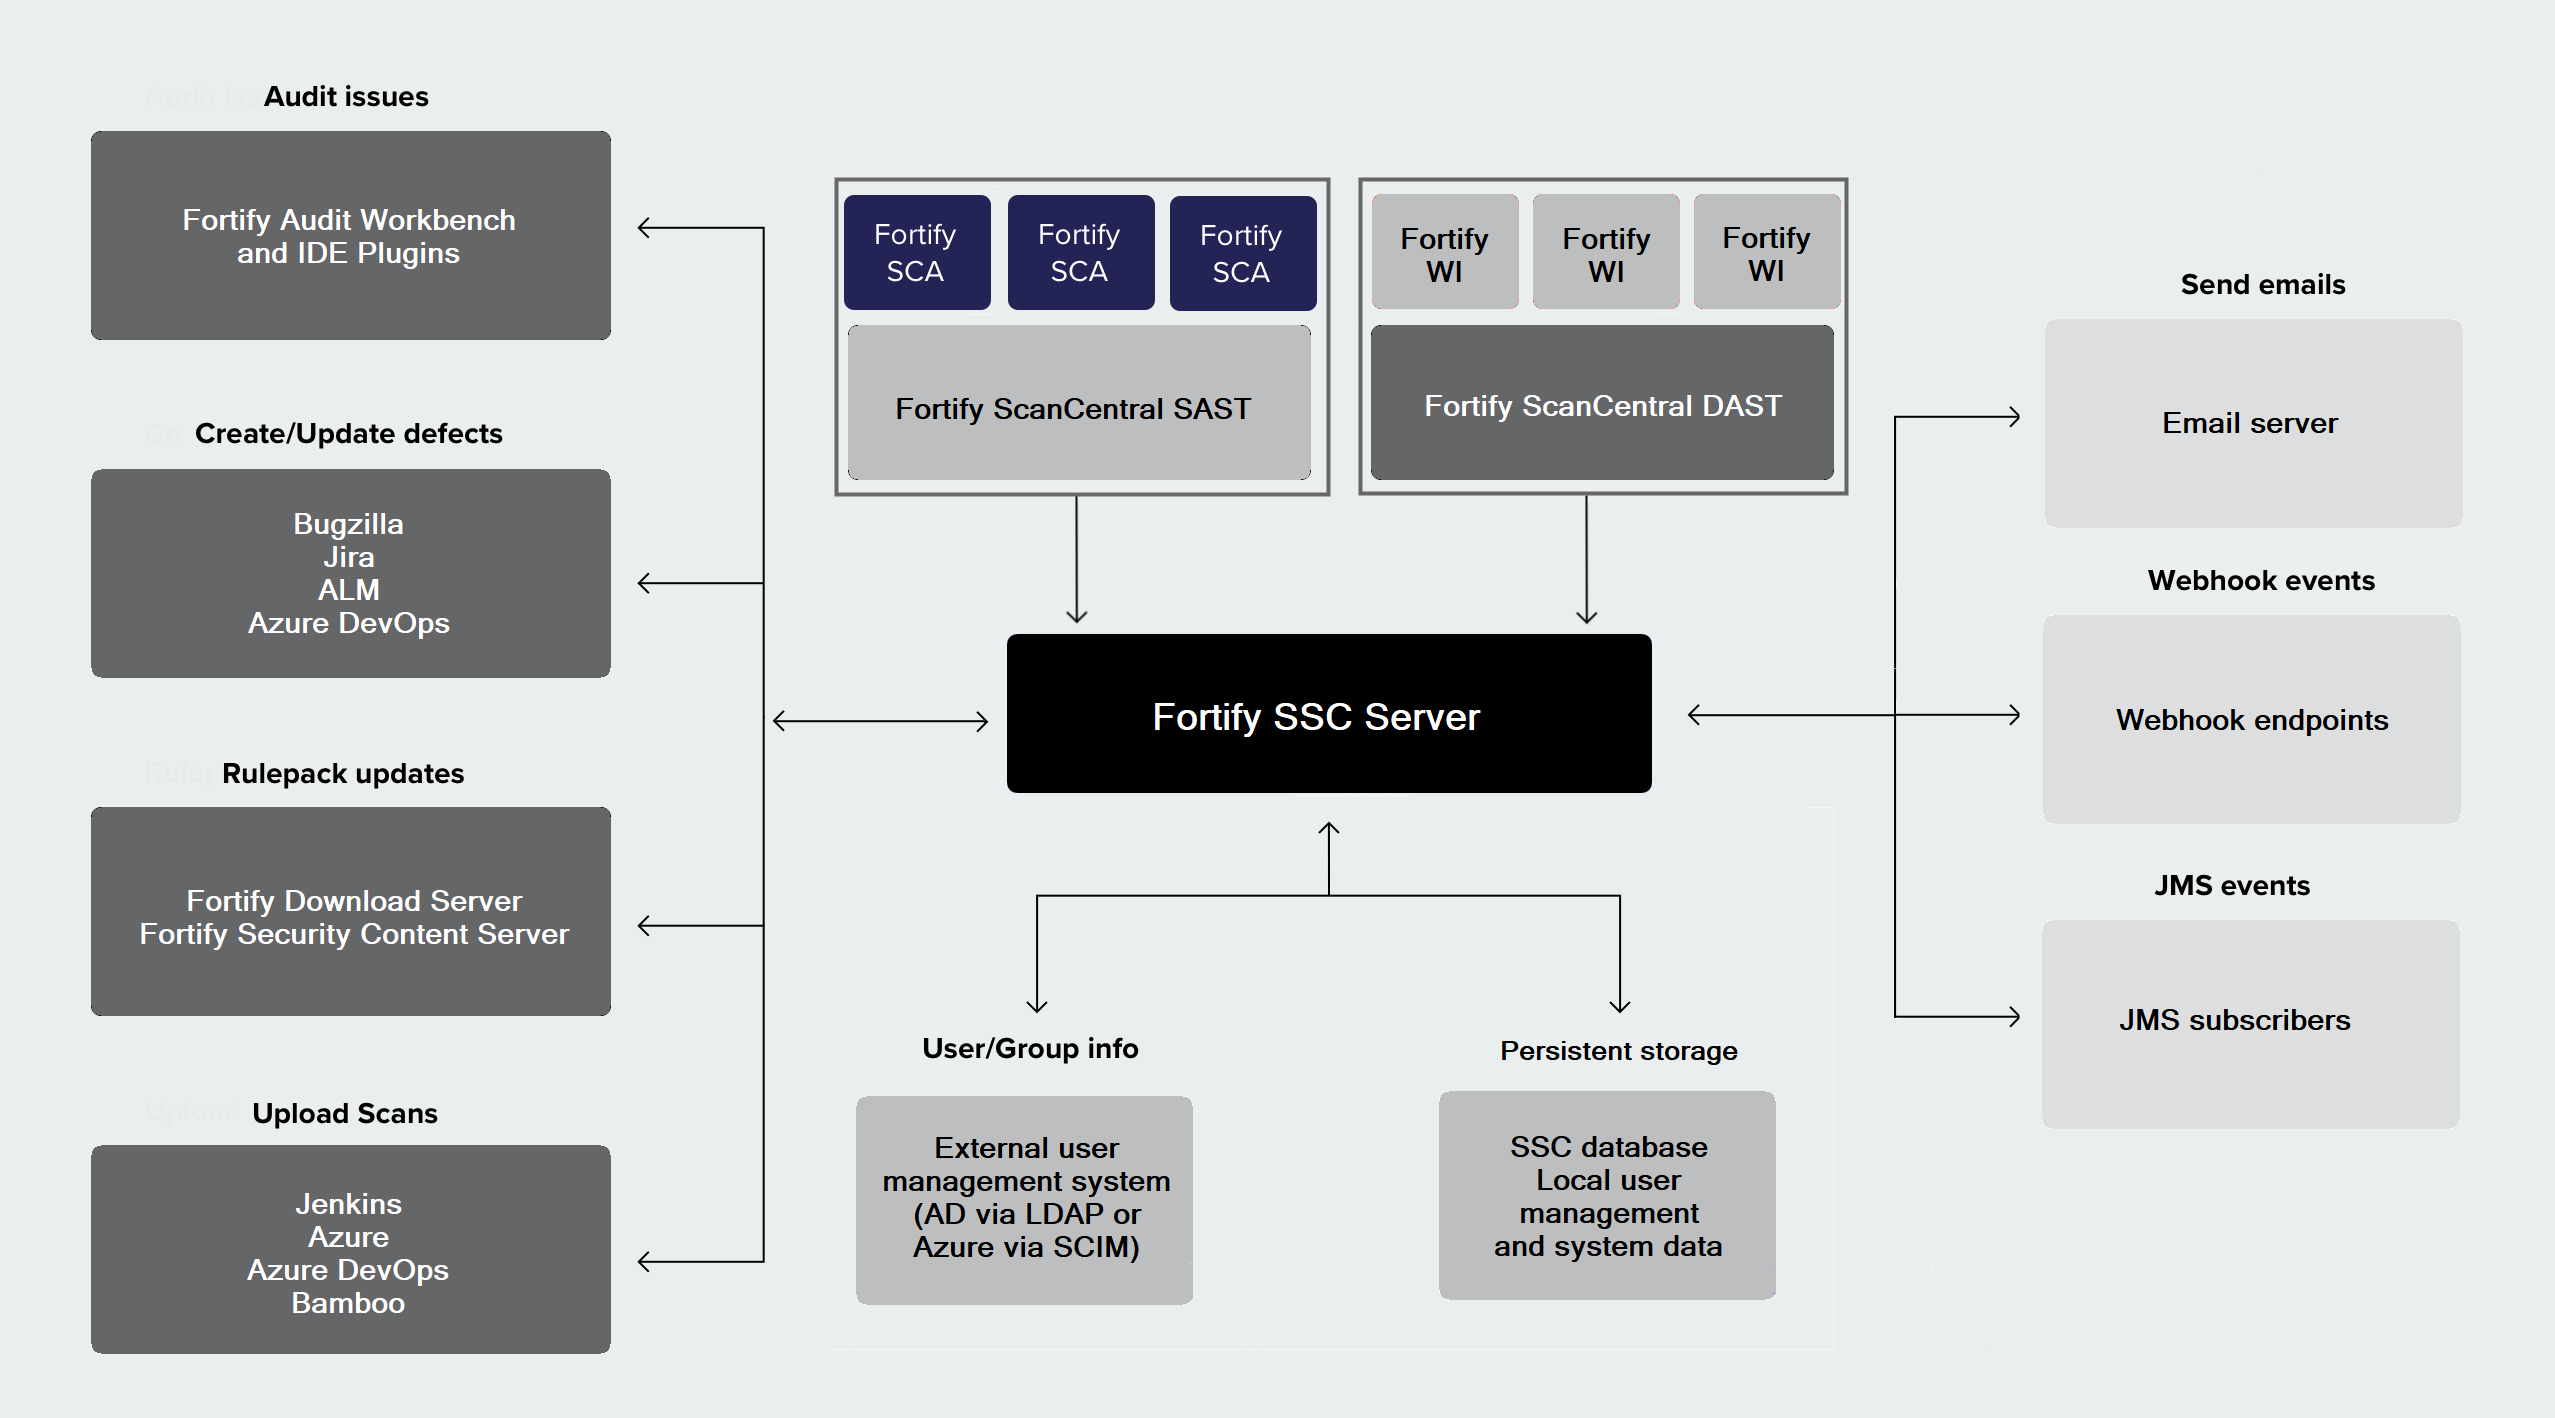 Audit issues
Fortify Audit Workbench
and IDE Plugins
Create/Update defects
Bugzilla
Jira
ALM
Azure DevOps
Rulepack updates
Fortify Download Server
Fortify Security Content Server
Upload Scans
Jenkins
Azure
Azure DevOps
Bamboo
Fortify
SCA
Fortify
SCA
Fortify
SCA
Fortify ScanCentral SAST
Fortify
WI
Fortify
WI
Fortify
WI
Fortify ScanCentral DAST
Fortify SSC Server
User/Group info
External user
management system
(AD via LDAP or
Azure via SCIM)
Persistent storage
SSC database
Local user
management
and system data
Send emails
Email server
Webhook events
Webhook endpoints
JMS events
JMS subscribers